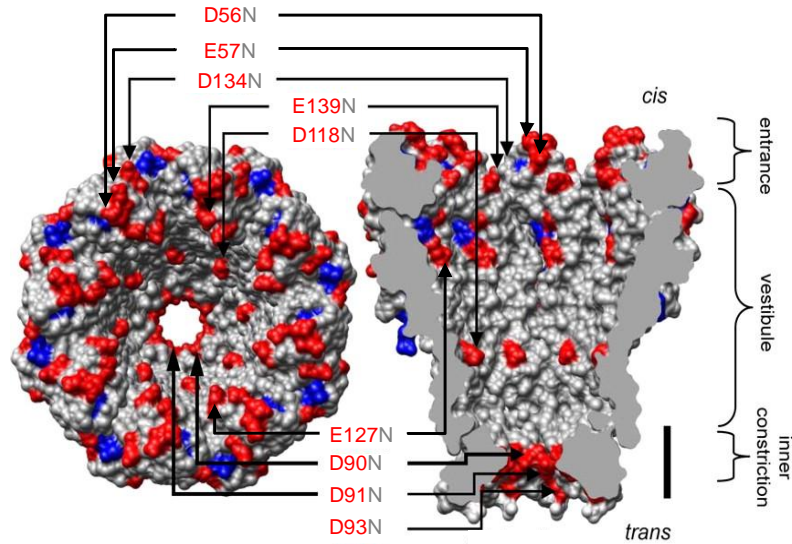 D56N
E57N
D134N
E139N
D118N
cis
entrance
vestibule
E127N
D90N
D91N
D93N
inner
constriction
trans